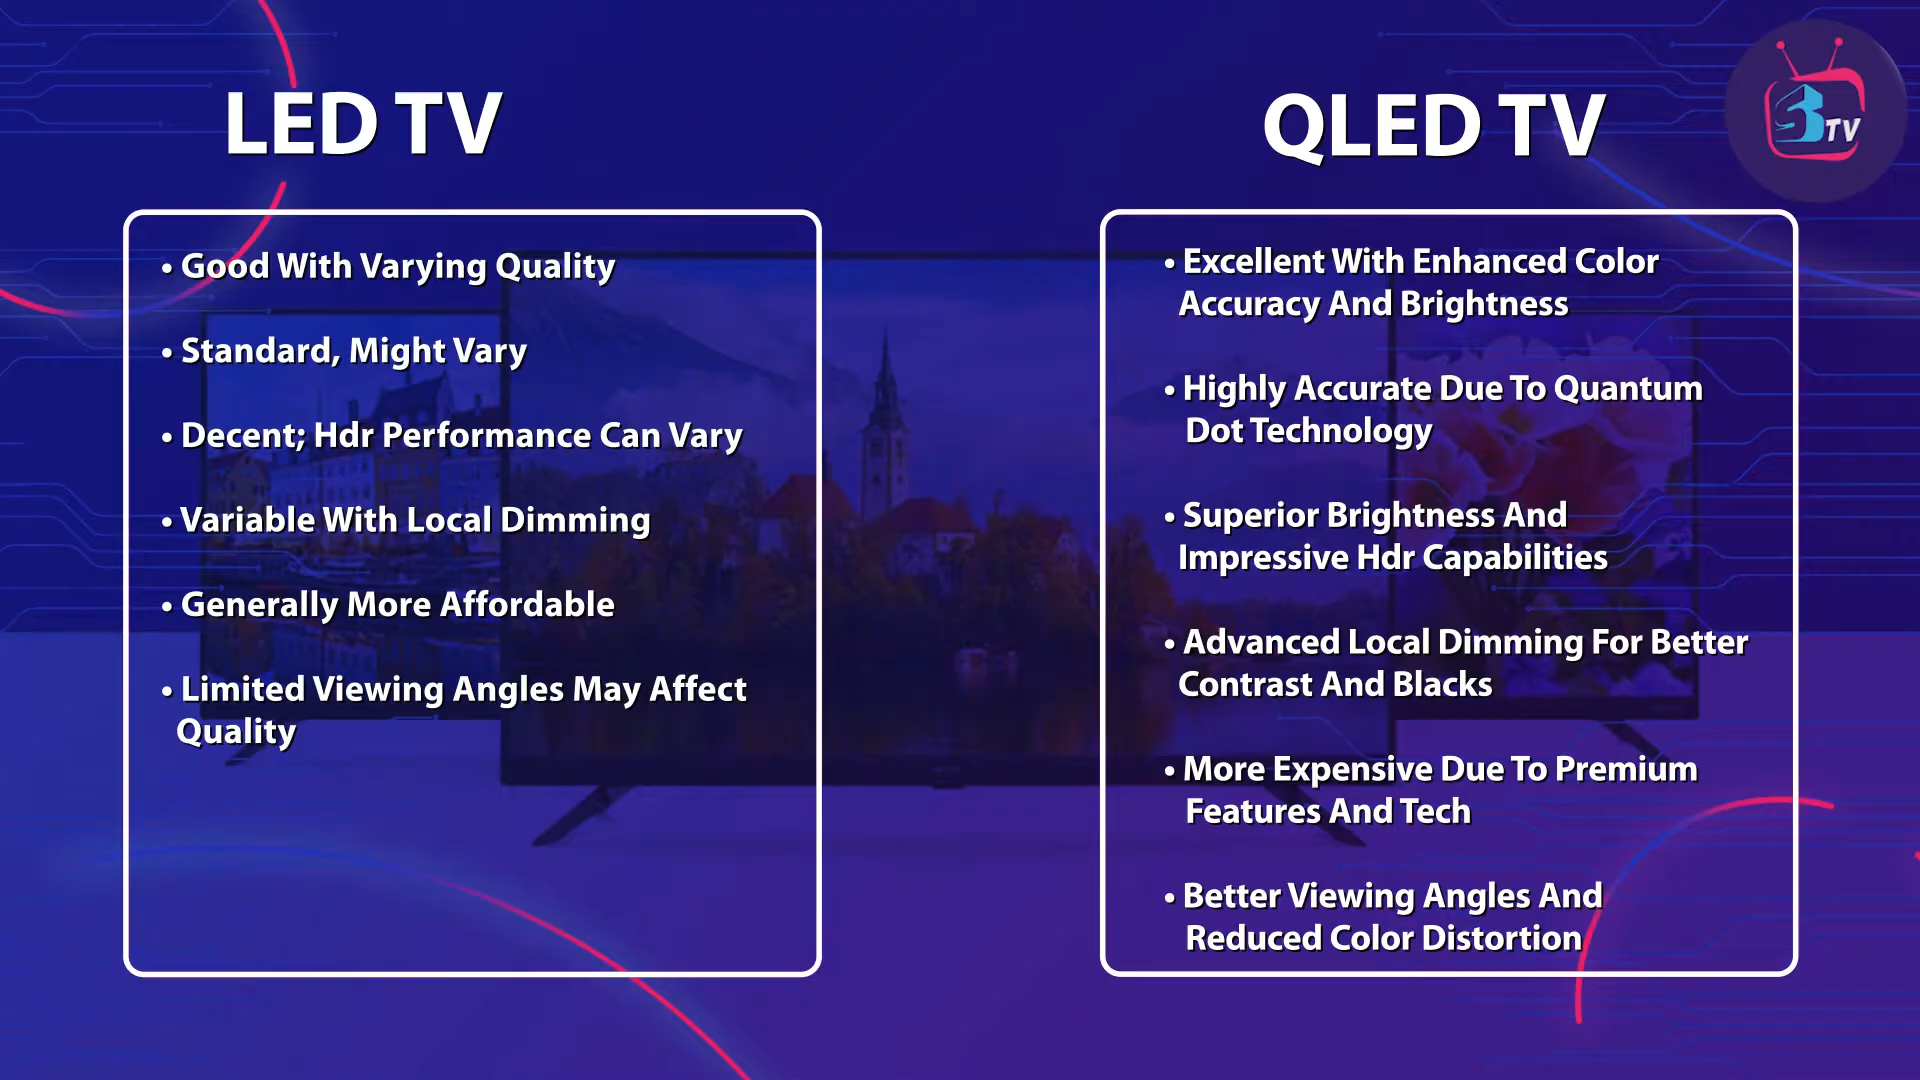 LED TV
• Good With Varying Quality
• Standard, Might Vary
• Decent; Hdr Performance Can Vary
• Variable With Local Dimming
• Generally More Affordable
• Limited Viewing Angles May Affect
Quality
QLED TV
• Excellent With Enhanced Color
Accuracy And Brightness
• Highly Accurate Due To Quantum
Dot Technology
• Superior Brightness And
Impressive Hdr Capabilities
• Advanced Local Dimming For Better
Contrast And Blacks
• More Expensive Due To Premium
Features And Tech
• Better Viewing Angles And
Reduced Color Distortion
3TV